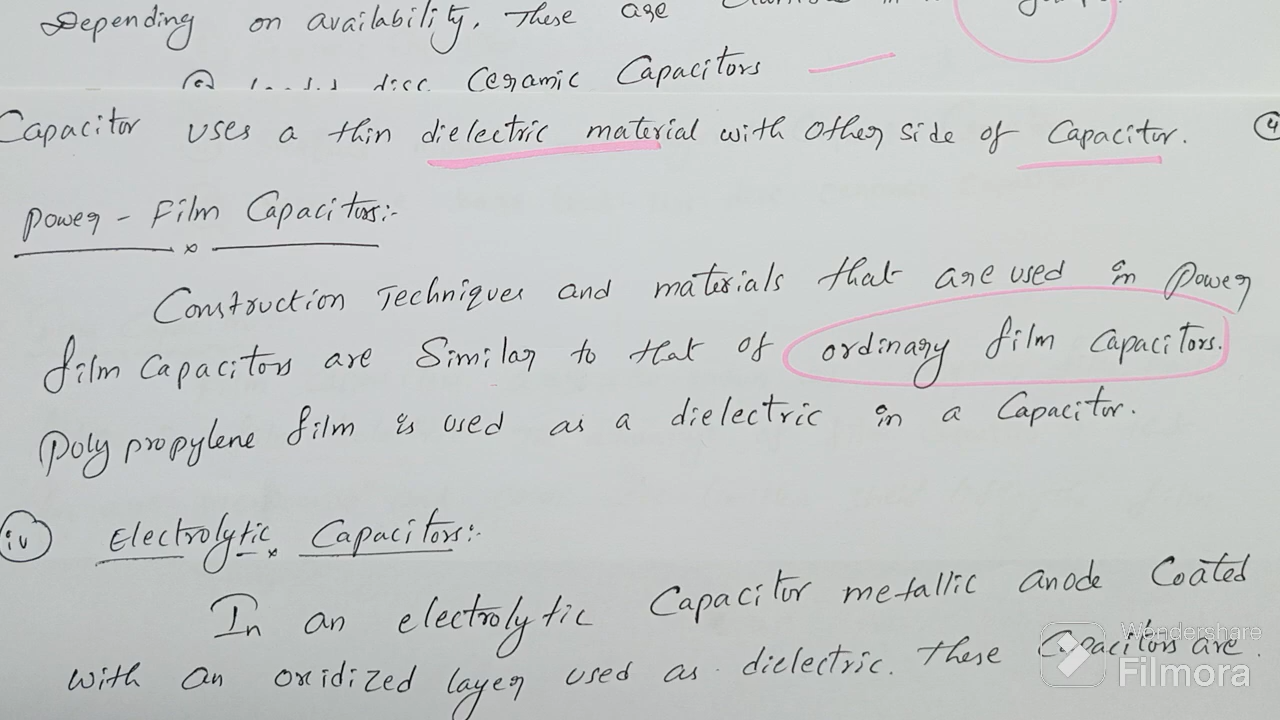 Depending on availability, These are
Ceramic Capacitors
Capacitor uses a thin dielectric material with other side of Capacitor. 4
Power - Film Capacitors:-
Construction Techniques and materials that are used in Power
film Capacitors are Similar to that of ordinary film Capacitors.
Poly propylene film is used as a dielectric in a Capacitor.
iv Electrolytic Capacitors:-
In an electrolytic Capacitor metallic anode Coated
with an oxidized layer used as dielectric. These Capacitors are
Wondershare
Filmora